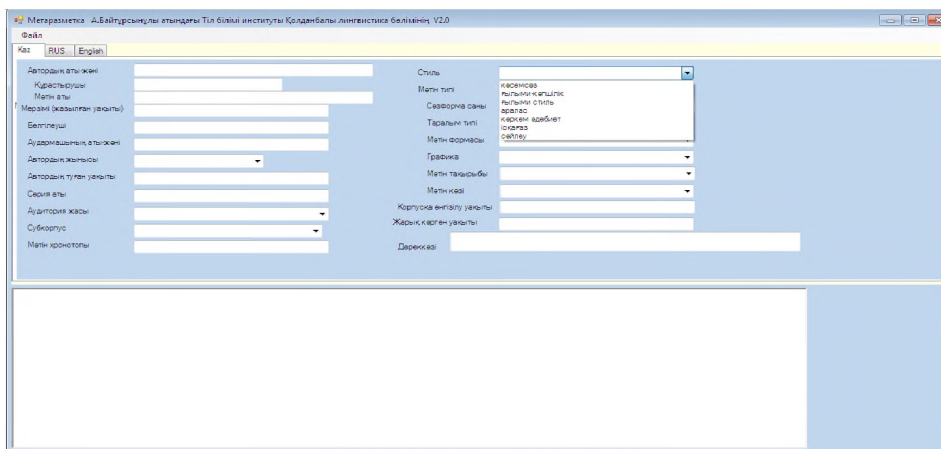 Метаразметка А.Байтұрсынұлы атындағы Тіл білімі институты Қолданбалы лингвистика бөлімінің V2.0
Файл
Каз RUS English
Автордың аты-жөні
Құрастырушы
Мәтін аты
Мерзімі (жазылған уақыты)
Белгілеуші
Аудармашының аты-жөні
Автордың жынысы
Автордың туған уақыты
Серия аты
Аудитория жасы
Субкорпус
Мәтін хронотопы
Стиль
Мәтін типі
Сөзформа саны
Таралым типі
Мәтін формасы
Графика
Мәтін тақырыбы
Мәтін көзі
Корпусқа енгізілу уақыты
Жарық көрген уақыты
Дереккөзі
көсемсөз
ғылыми-көпшілік
ғылыми стиль
аралас
көркем әдебиет
ісқағаз
сөйлеу